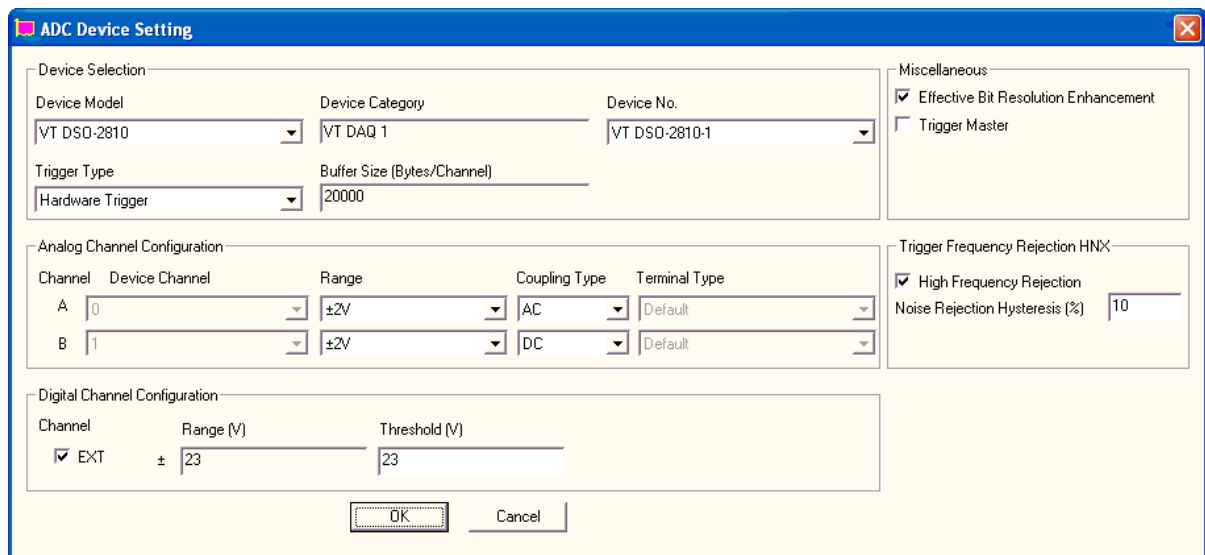 ADC Device Setting
Device Selection
Device Model Device Category Device No.
VT DSO-2810 VT DAQ 1 VT DSO-2810-1
Trigger Type Buffer Size (Bytes/Channel)
Hardware Trigger 20000
Miscellaneous
Effective Bit Resolution Enhancement
Trigger Master
Analog Channel Configuration
Channel Device Channel Range Coupling Type Terminal Type
A 0 ±2V AC Default
B 1 ±2V DC Default
Trigger Frequency Rejection HNX
High Frequency Rejection
Noise Rejection Hysteresis (%) 10
Digital Channel Configuration
Channel Range (V) Threshold (V)
EXT ± 23 23
OK Cancel